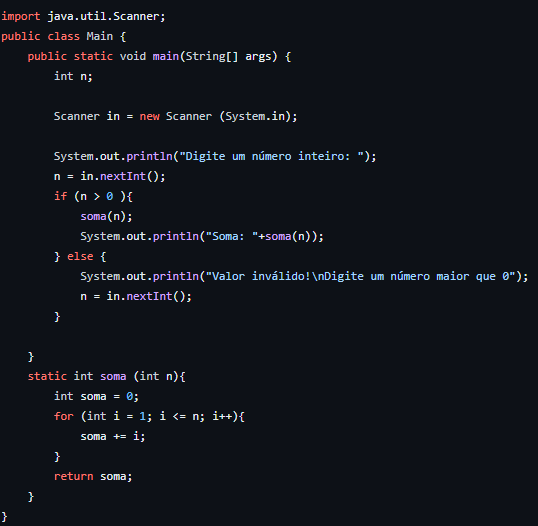 import java.util.Scanner;
public class Main {
    public static void main(String[] args) {
        int n;

        Scanner in = new Scanner (System.in);

        System.out.println("Digite um número inteiro: ");
        n = in.nextInt();
        if (n > 0 ){
            soma(n);
            System.out.println("Soma: "+soma(n));
        } else {
            System.out.println("Valor inválido!\nDigite um número maior que 0");
            n = in.nextInt();
        }

    }
    static int soma (int n){
        int soma = 0;
        for (int i = 1; i <= n; i++){
            soma += i;
        }
        return soma;
    }
}